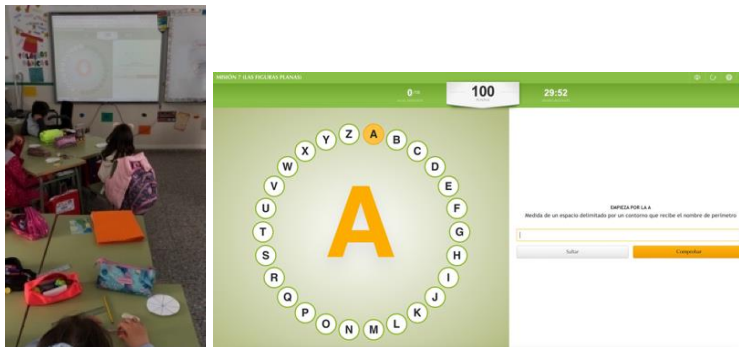 MISIÓN 7 (LAS FIGURAS PLANAS)
0
100
29:52
A
B
C
D
E
F
G
H
I
J
K
L
M
N
O
P
Q
R
S
T
U
V
W
X
Y
Z
A
EMPIEZA POR LA A
Medida de un espacio delimitado por un contorno que recibe el nombre de perímetro
Saltar
Comprobar